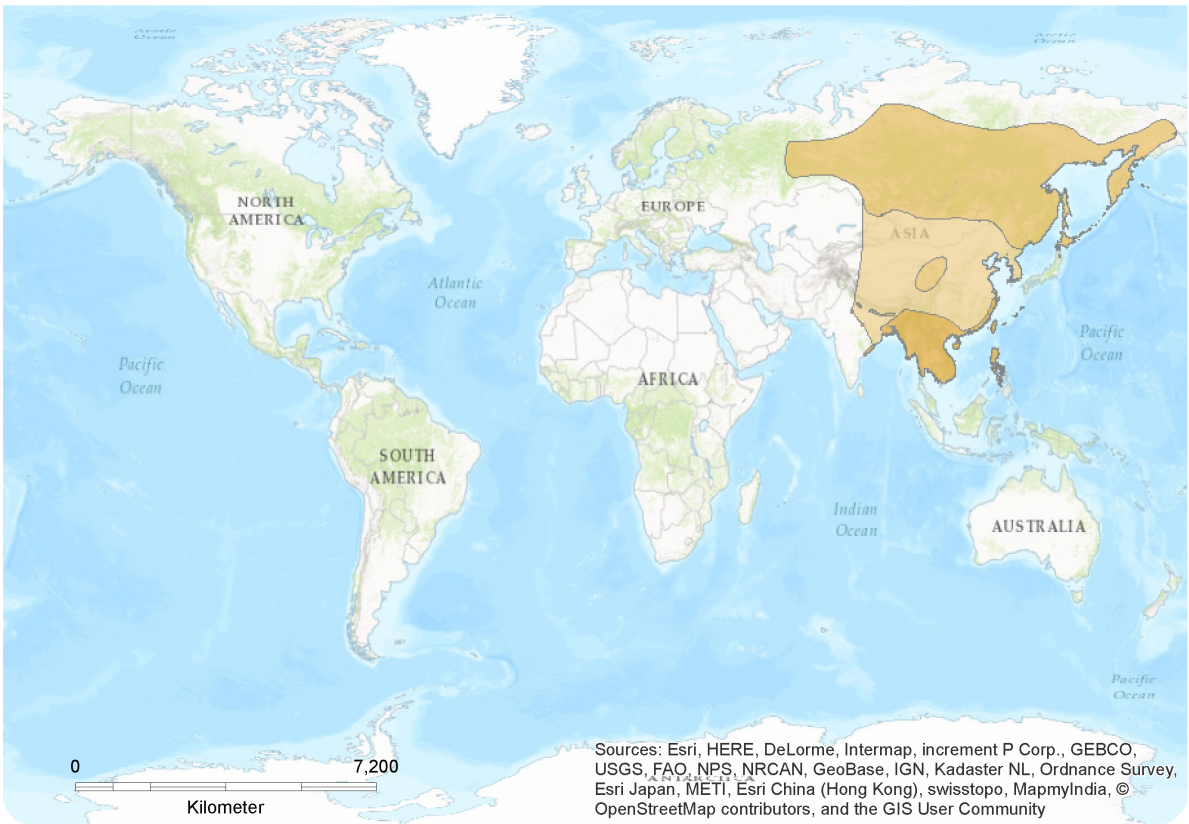 Arctic
Ocean
Arctic
Ocean
NORTH
AMERICA
EUROPE
ASIA
Atlantic
Ocean
Pacific
Ocean
Pacific
Ocean
AFRICA
SOUTH
AMERICA
Indian
Ocean
AUSTRALIA
Pacific
Ocean
ANTARCTICA
0 7,200
Kilometer
Sources: Esri, HERE, DeLorme, Intermap, increment P Corp., GEBCO,
USGS, FAO, NPS, NRCAN, GeoBase, IGN, Kadaster NL, Ordnance Survey,
Esri Japan, METI, Esri China (Hong Kong), swisstopo, MapmyIndia, ©
OpenStreetMap contributors, and the GIS User Community